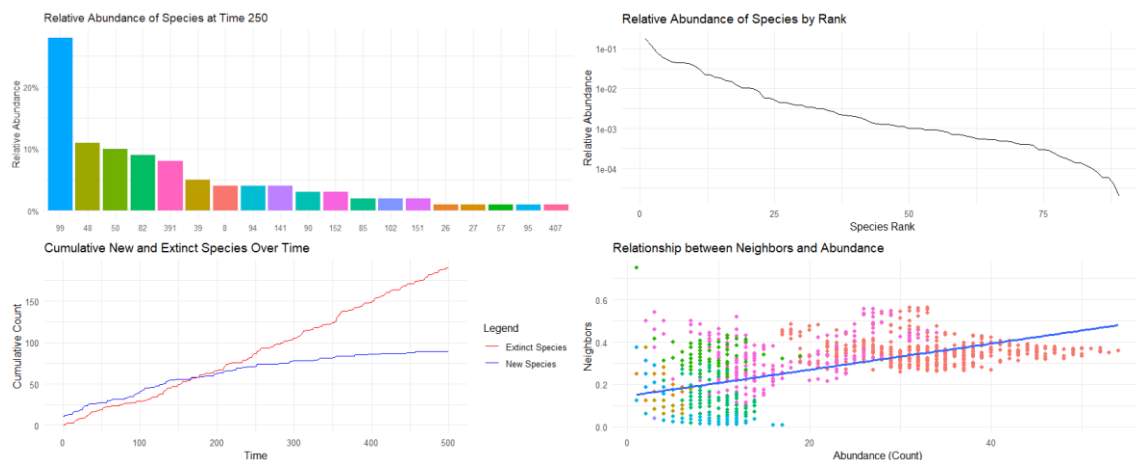 Relative Abundance of Species at Time 250
Relative Abundance
20%
10%
0%
99 48 50 82 391 39 8 94 141 90 152 85 102 151 26 27 57 95 407
Relative Abundance of Species by Rank
Relative Abundance
1e-01
1e-02
1e-03
1e-04
25 50 75
Species Rank
Cumulative New and Extinct Species Over Time
Cumulative Count
150
100
50
0
0 100 200 300 400 500
Time
Legend
Extinct Species
New Species
Relationship between Neighbors and Abundance
Neighbors
0.6
0.4
0.2
0.0
20 40
Abundance (Count)